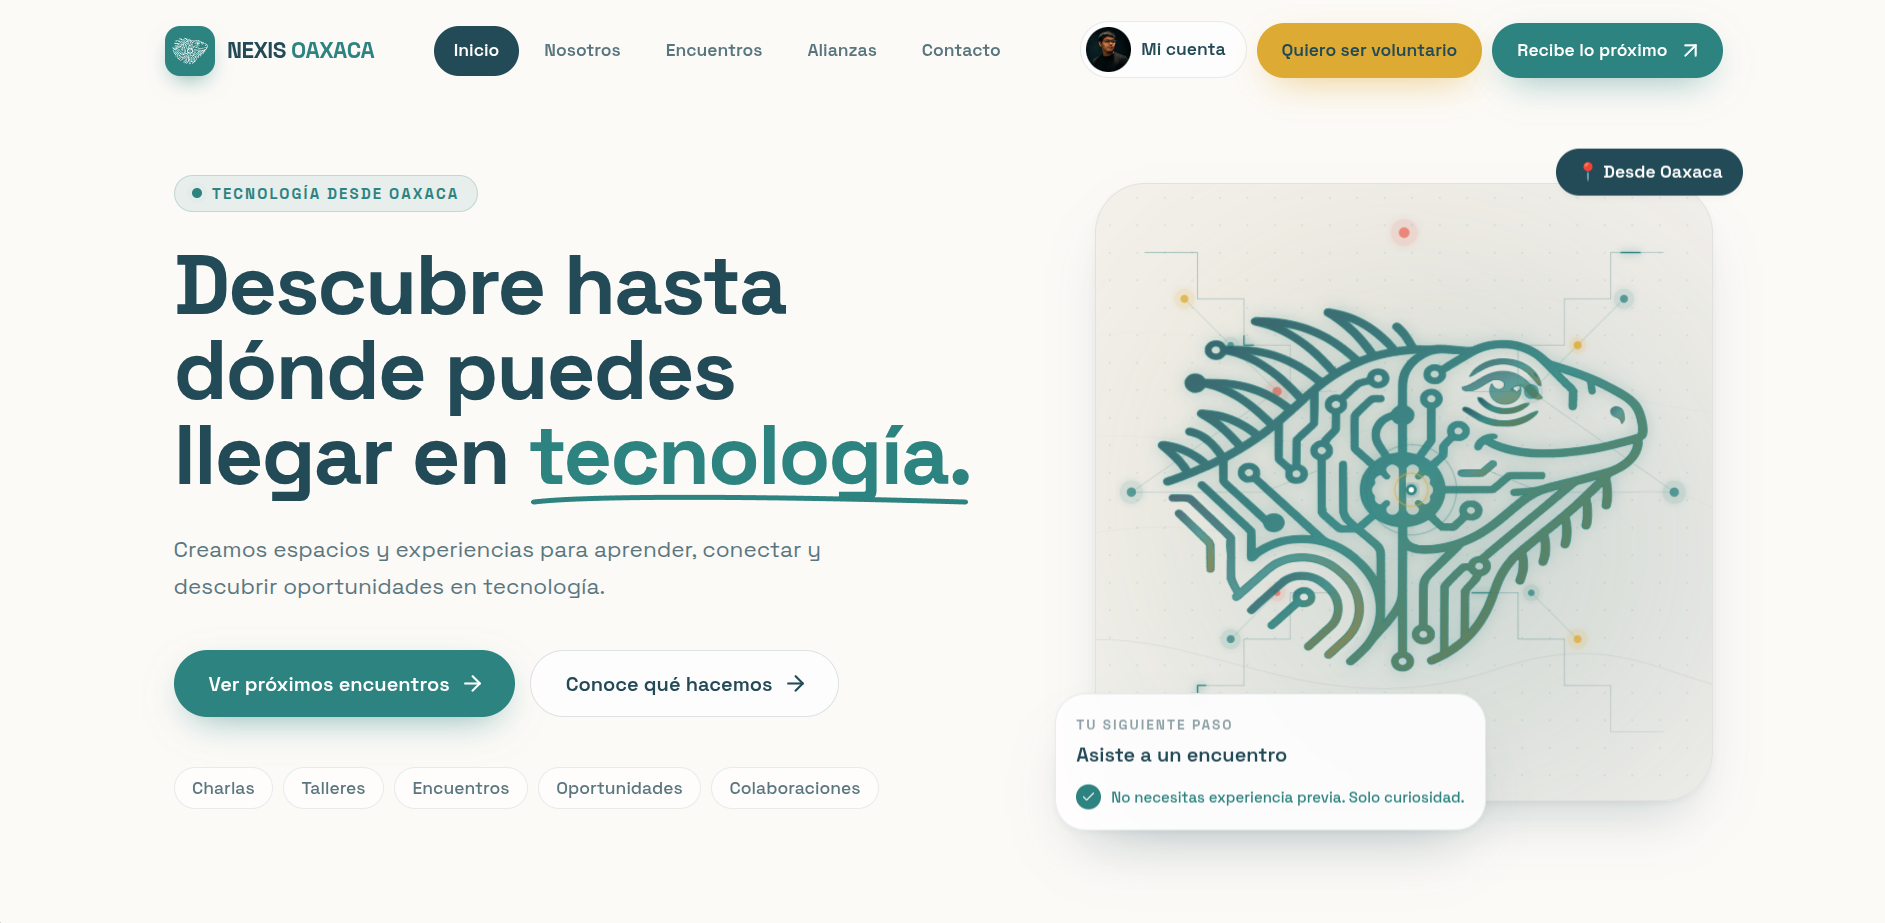 NEXIS OAXACA
Inicio
Nosotros
Encuentros
Alianzas
Contacto
Mi cuenta
Quiero ser voluntario
Recibe lo próximo
TECNOLOGÍA DESDE OAXACA
Descubre hasta
dónde puedes
llegar en tecnología.
Creamos espacios y experiencias para aprender, conectar y
descubrir oportunidades en tecnología.
Ver próximos encuentros
Conoce qué hacemos
Charlas
Talleres
Encuentros
Oportunidades
Colaboraciones
Desde Oaxaca
TU SIGUIENTE PASO
Asiste a un encuentro
No necesitas experiencia previa. Solo curiosidad.